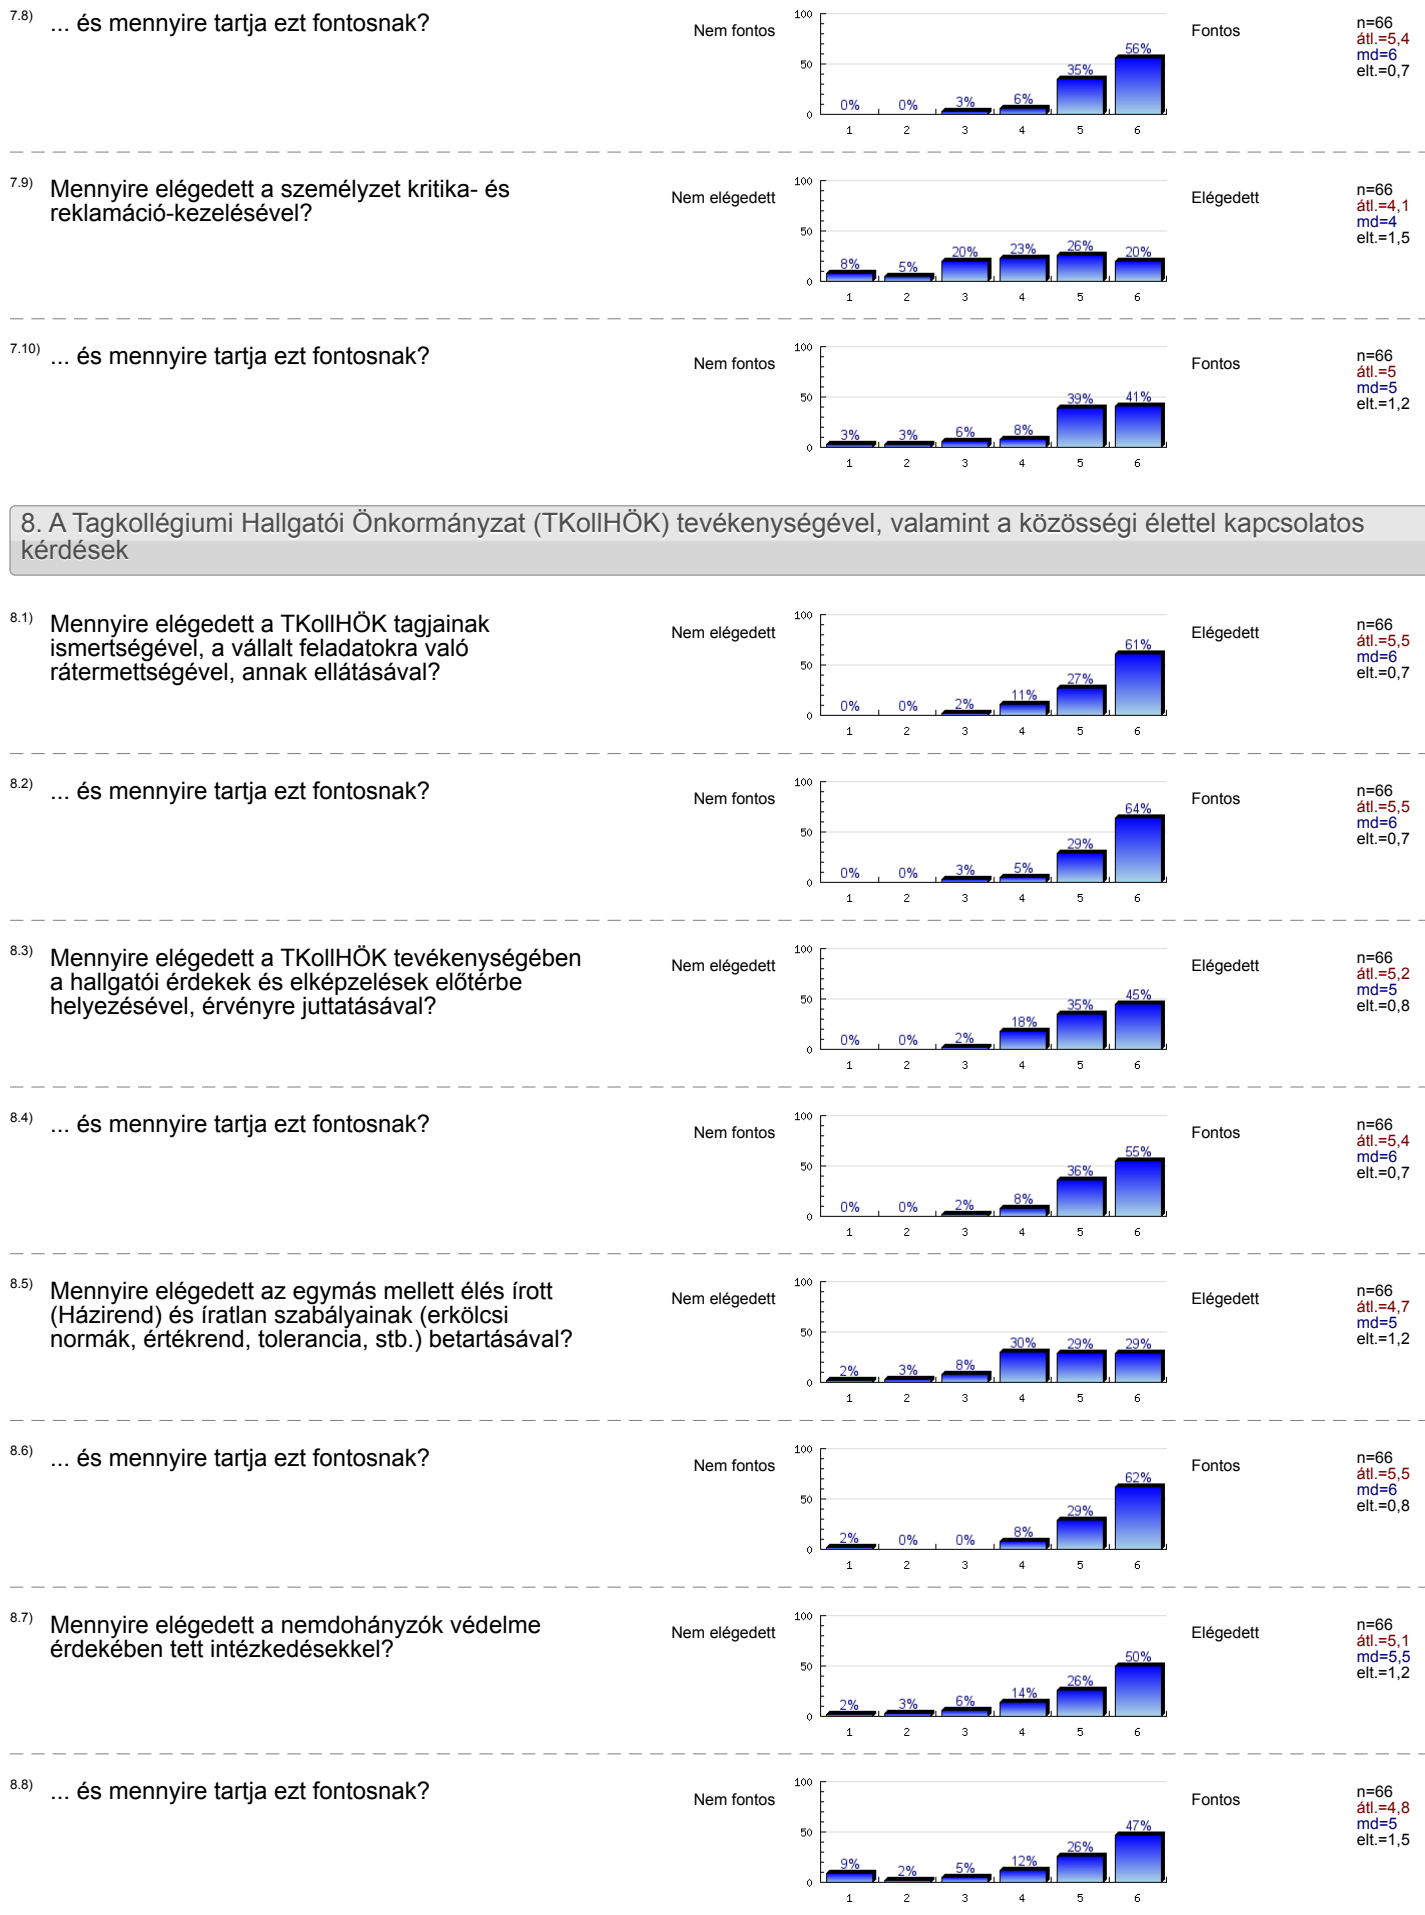 7.8) ... és mennyire tartja ezt fontosnak?
Nem fontos
100
50
0
0% 0% 3% 6% 35% 56%
1 2 3 4 5 6
Fontos
n=66
átl.=5,4
md=6
elt.=0,7
7.9) Mennyire elégedett a személyzet kritika- és
reklamáció-kezelésével?
Nem elégedett
100
50
0
8% 5% 20% 23% 26% 20%
1 2 3 4 5 6
Elégedett
n=66
átl.=4,1
md=4
elt.=1,5
7.10) ... és mennyire tartja ezt fontosnak?
Nem fontos
100
50
0
3% 3% 6% 8% 39% 41%
1 2 3 4 5 6
Fontos
n=66
átl.=5
md=5
elt.=1,2
8. A Tagkollégiumi Hallgatói Önkormányzat (TKollHÖK) tevékenységével, valamint a közösségi élettel kapcsolatos
kérdések
8.1) Mennyire elégedett a TKollHÖK tagjainak
ismertségével, a vállalt feladatokra való
rátermettségével, annak ellátásával?
Nem elégedett
100
50
0
0% 0% 2% 11% 27% 61%
1 2 3 4 5 6
Elégedett
n=66
átl.=5,5
md=6
elt.=0,7
8.2) ... és mennyire tartja ezt fontosnak?
Nem fontos
100
50
0
0% 0% 3% 5% 29% 64%
1 2 3 4 5 6
Fontos
n=66
átl.=5,5
md=6
elt.=0,7
8.3) Mennyire elégedett a TKollHÖK tevékenységében
a hallgatói érdekek és elképzelések előtérbe
helyezésével, érvényre juttatásával?
Nem elégedett
100
50
0
0% 0% 2% 18% 35% 45%
1 2 3 4 5 6
Elégedett
n=66
átl.=5,2
md=5
elt.=0,8
8.4) ... és mennyire tartja ezt fontosnak?
Nem fontos
100
50
0
0% 0% 2% 8% 36% 55%
1 2 3 4 5 6
Fontos
n=66
átl.=5,4
md=6
elt.=0,7
8.5) Mennyire elégedett az egymás mellett élés írott
(Házirend) és íratlan szabályainak (erkölcsi
normák, értékrend, tolerancia, stb.) betartásával?
Nem elégedett
100
50
0
2% 3% 8% 30% 29% 29%
1 2 3 4 5 6
Elégedett
n=66
átl.=4,7
md=5
elt.=1,2
8.6) ... és mennyire tartja ezt fontosnak?
Nem fontos
100
50
0
2% 0% 0% 8% 29% 62%
1 2 3 4 5 6
Fontos
n=66
átl.=5,5
md=6
elt.=0,8
8.7) Mennyire elégedett a nemdohányzók védelme
érdekében tett intézkedésekkel?
Nem elégedett
100
50
0
2% 3% 6% 14% 26% 50%
1 2 3 4 5 6
Elégedett
n=66
átl.=5,1
md=5,5
elt.=1,2
8.8) ... és mennyire tartja ezt fontosnak?
Nem fontos
100
50
0
9% 2% 5% 12% 26% 47%
1 2 3 4 5 6
Fontos
n=66
átl.=4,8
md=5
elt.=1,5